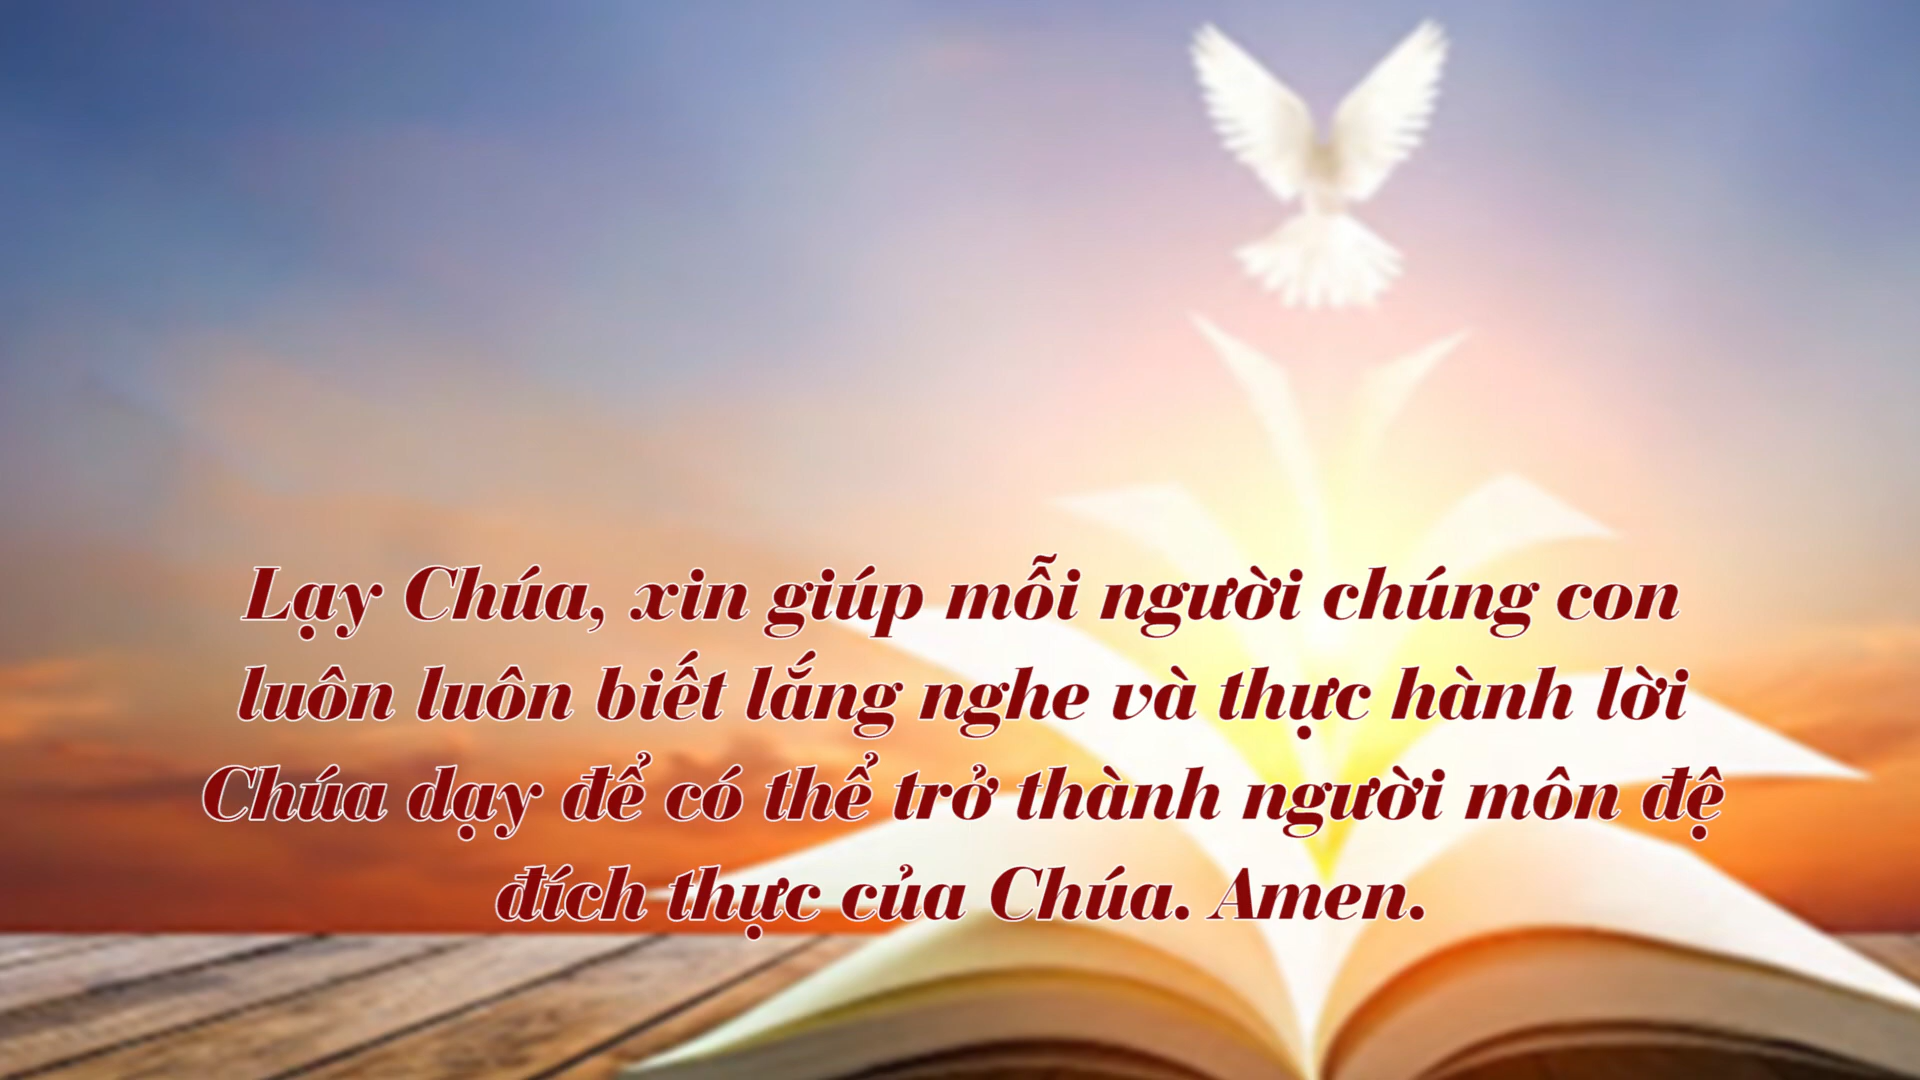 Lạy Chúa, xin giúp mỗi người chúng con
luôn luôn biết lắng nghe và thực hành lời
Chúa dạy để có thể trở thành người môn đệ
đích thực của Chúa. Amen.